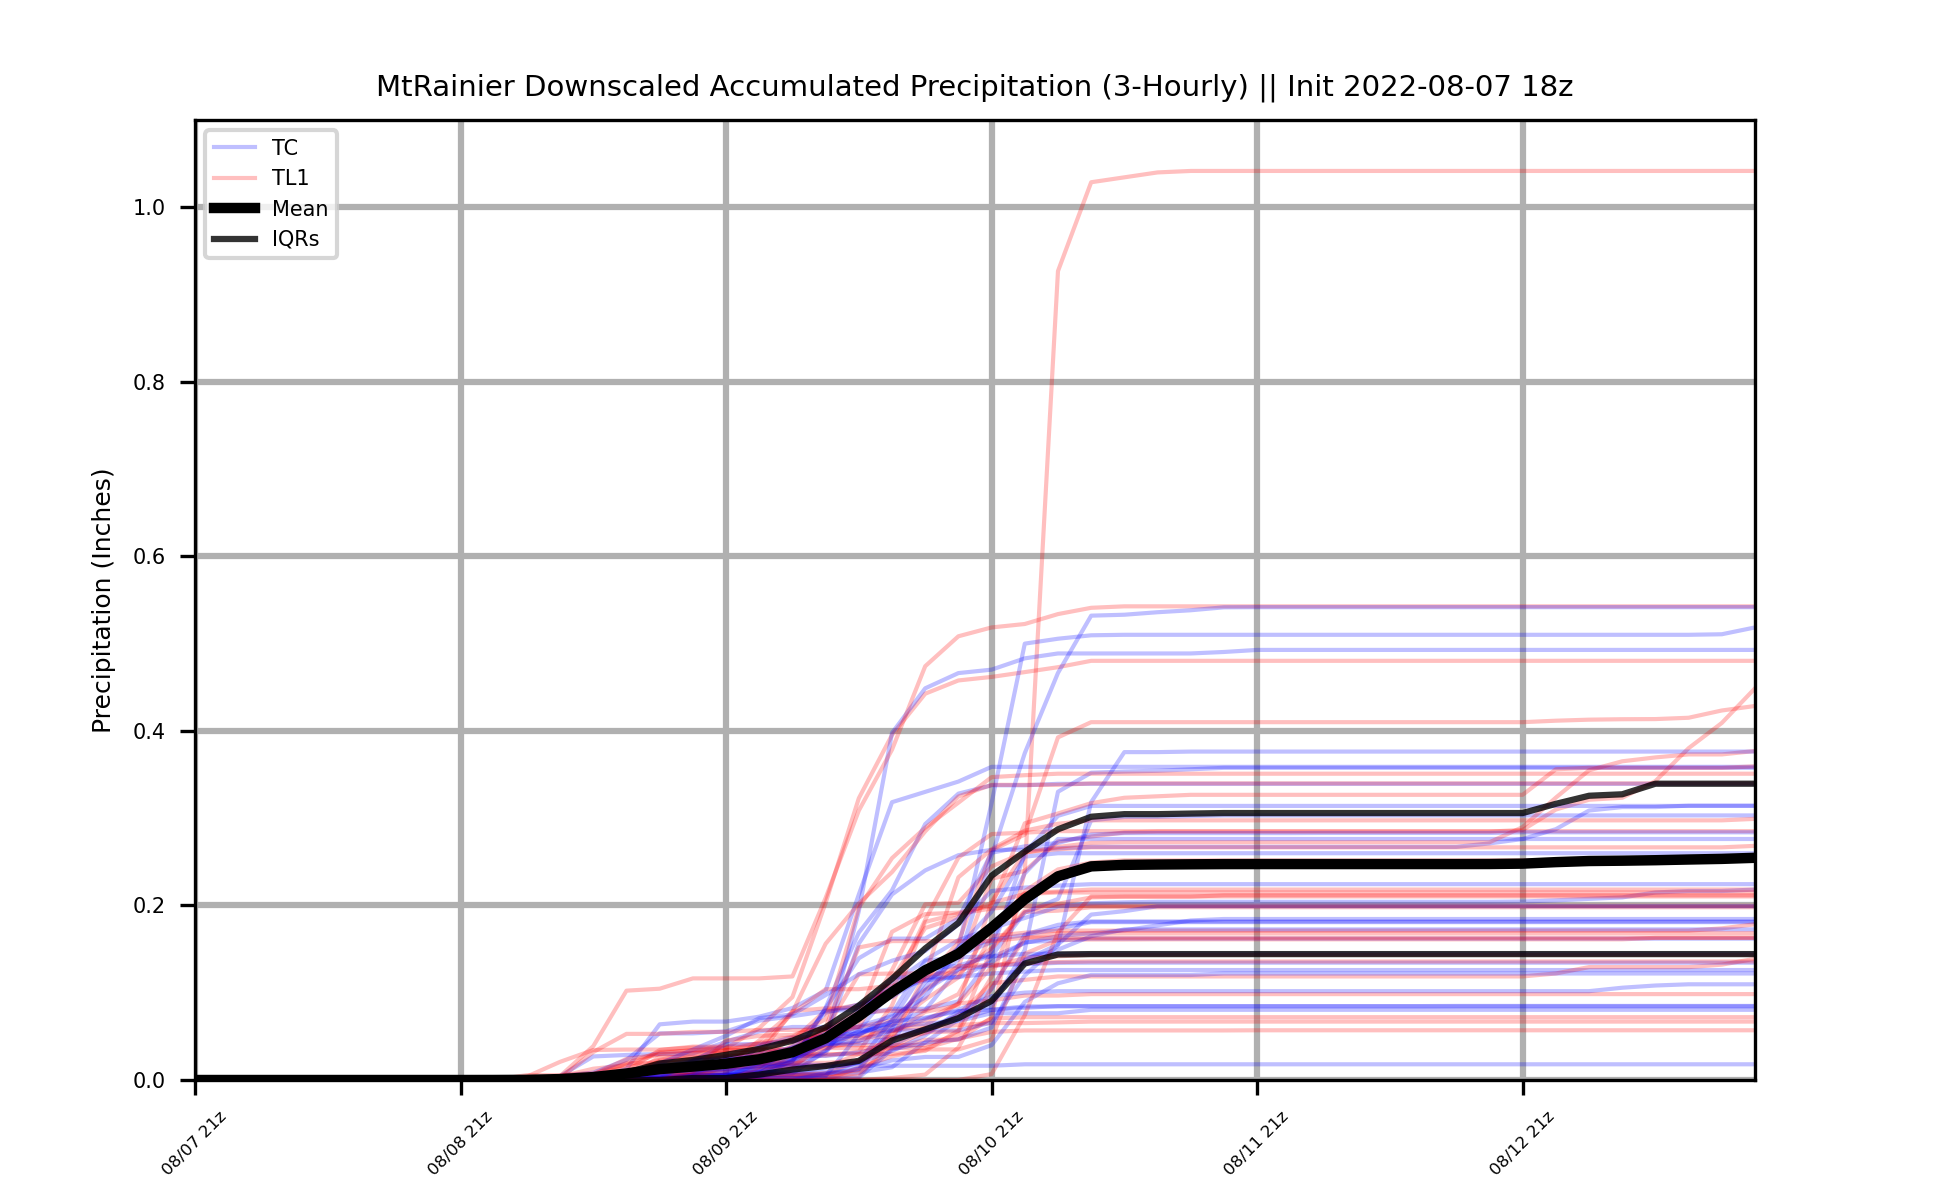 MtRainier Downscaled Accumulated Precipitation (3-Hourly) || Init 2022-08-07 18z
TC
TL1
Mean
IQRs
Precipitation (Inches)
1.0
0.8
0.6
0.4
0.2
0.0
08/07 21z
08/08 21z
08/09 21z
08/10 21z
08/11 21z
08/12 21z